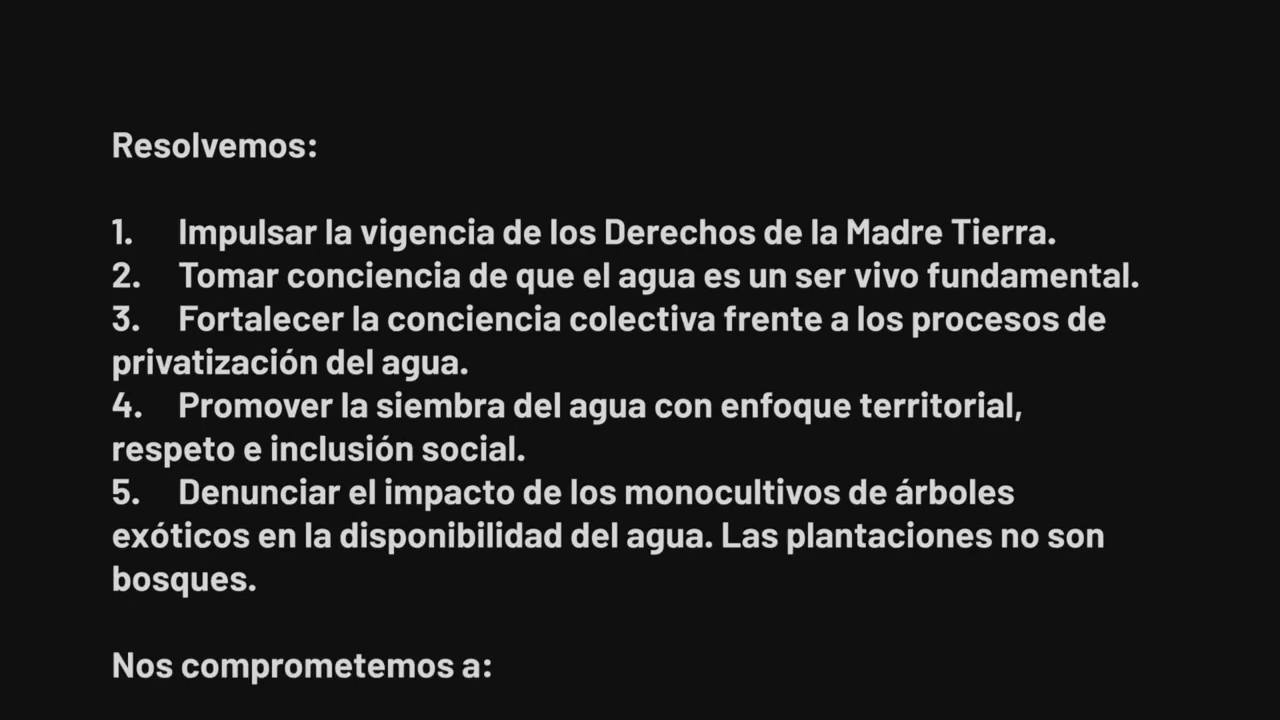 Resolvemos:
1. Impulsar la vigencia de los Derechos de la Madre Tierra.
2. Tomar conciencia de que el agua es un ser vivo fundamental.
3. Fortalecer la conciencia colectiva frente a los procesos de
privatización del agua.
4. Promover la siembra del agua con enfoque territorial,
respeto e inclusión social.
5. Denunciar el impacto de los monocultivos de árboles
exóticos en la disponibilidad del agua. Las plantaciones no son
bosques.
Nos comprometemos a: